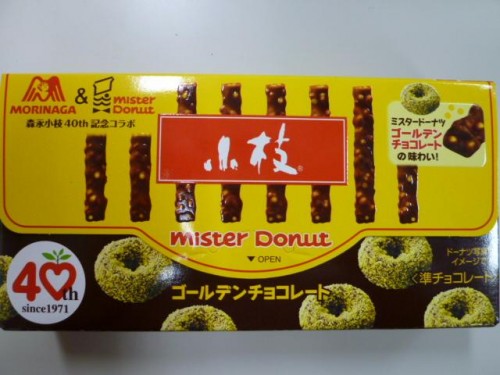 MORINAGA
&
mister Donut
森永小枝40th記念コラボ
ミスタードーナツ
ゴールデン
チョコレート
の味わい!
小枝
mister Donut
▼OPEN
40th
since1971
ゴールデンチョコレート
準チョコレート